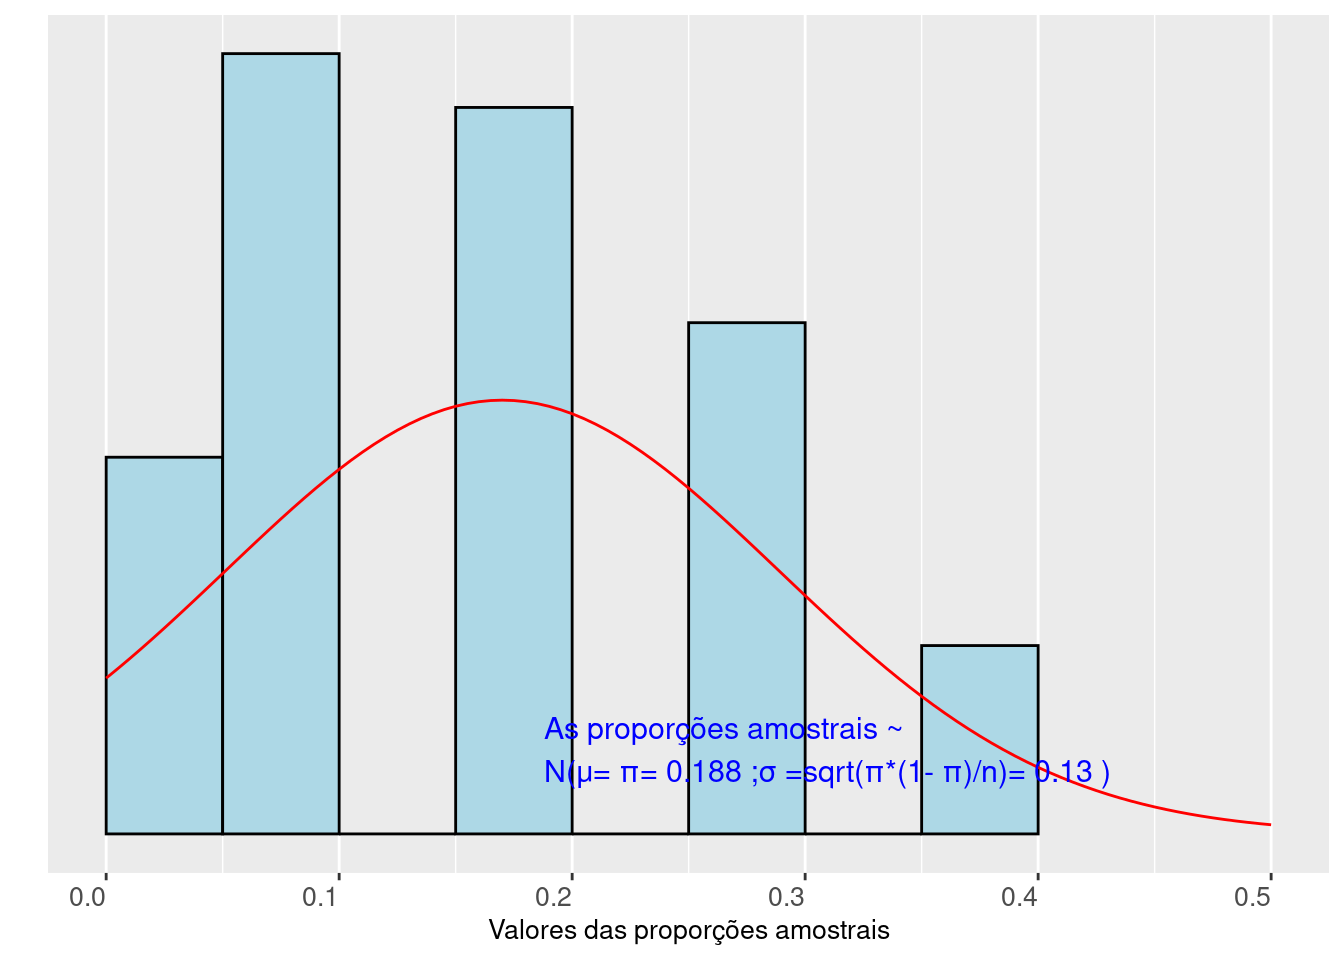 As proporções amostrais ~
N(μ= π= 0.188 ;σ =sqrt(π*(1- π)/n)= 0.13 )
0.0 0.1 0.2 0.3 0.4 0.5
Valores das proporções amostrais